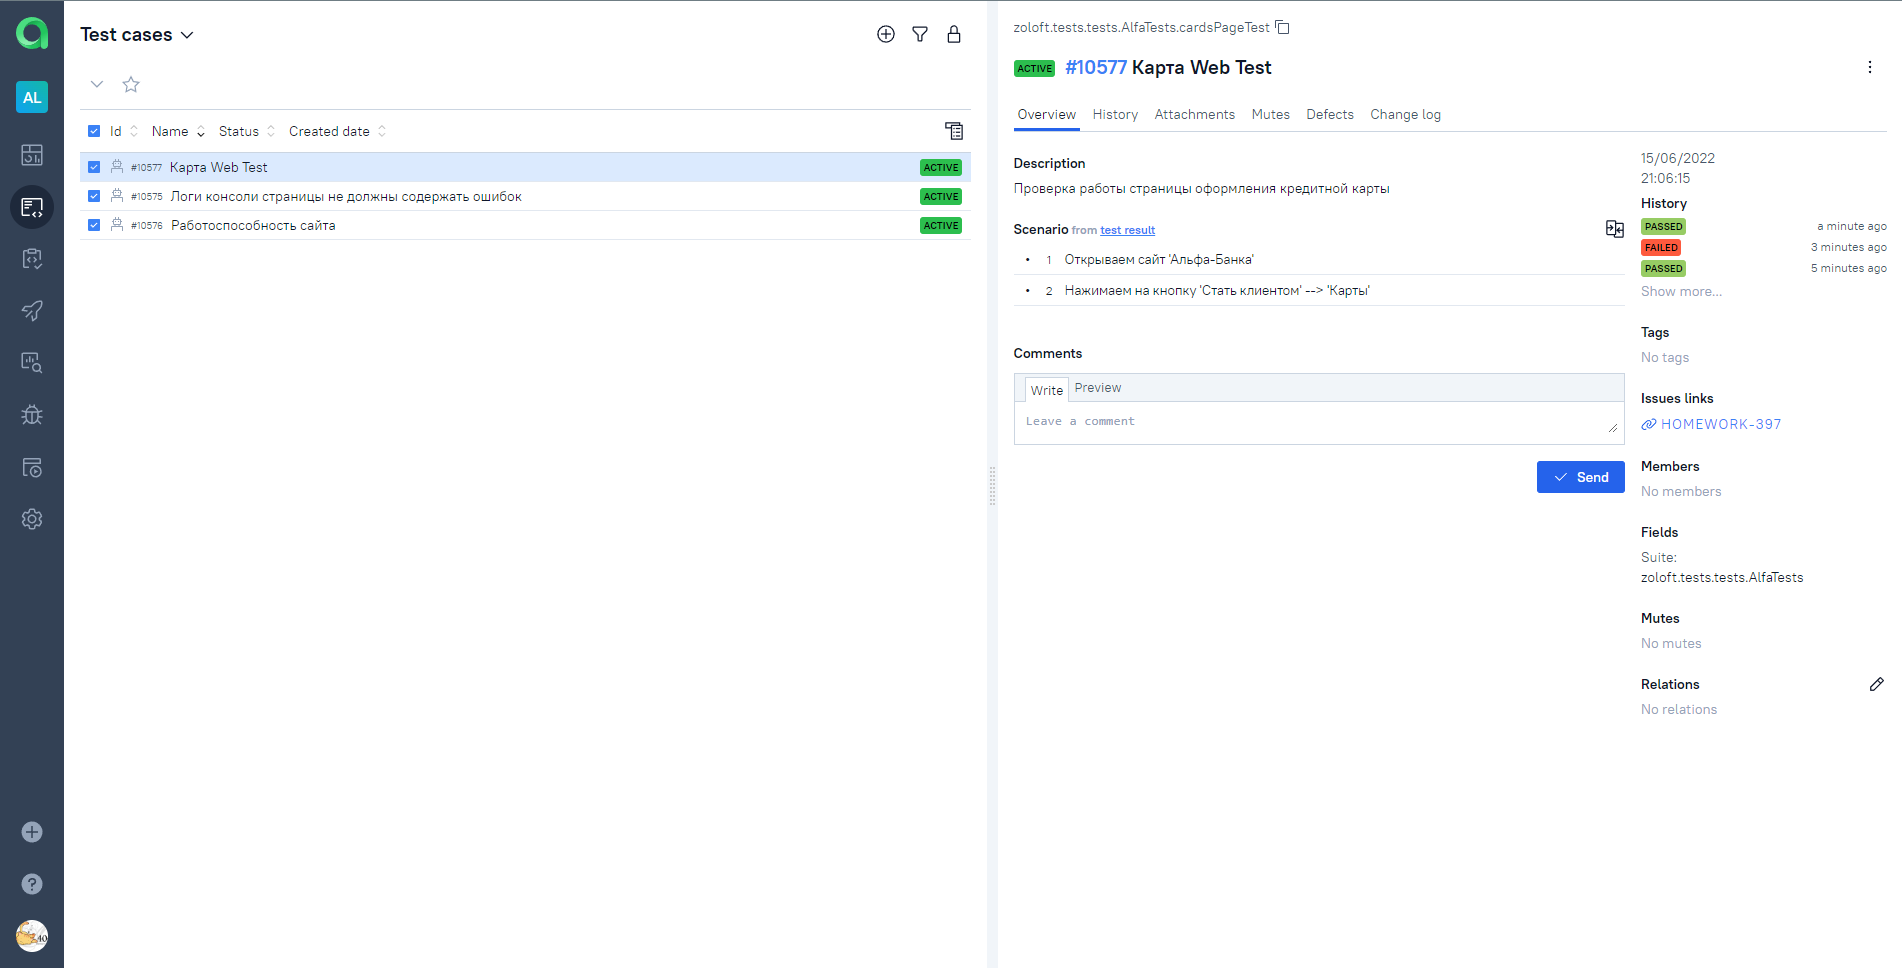 Test cases
AL
Id Name Status Created date
#10577 Карта Web Test ACTIVE
#10575 Логи консоли страницы не должны содержать ошибок ACTIVE
#10576 Работоспособность сайта ACTIVE
zoloft.tests.tests.AlfaTests.cardsPageTest
ACTIVE #10577 Карта Web Test
Overview History Attachments Mutes Defects Change log
Description
Проверка работы страницы оформления кредитной карты
Scenario from test result
• 1 Открываем сайт 'Альфа-Банка'
• 2 Нажимаем на кнопку 'Стать клиентом' --> 'Карты'
Comments
Write Preview
Leave a comment
Send
15/06/2022
21:06:15
History
PASSED a minute ago
FAILED 3 minutes ago
PASSED 5 minutes ago
Show more...
Tags
No tags
Issues links
HOMEWORK-397
Members
No members
Fields
Suite:
zoloft.tests.tests.AlfaTests
Mutes
No mutes
Relations
No relations